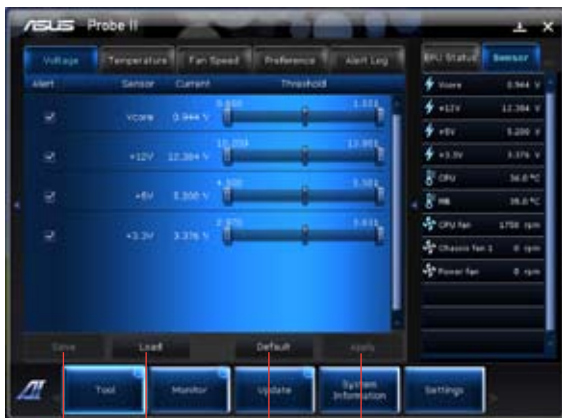 ASUS Probe II
Voltage Temperature Fan Speed Preference Alert Log
EPU Status Sensor
Alert Sensor Current Threshold
Vcore 0.944 V
+12V 12.384 V
+5V 5.200 V
+3.3V 3.376 V
Vcore 0.944 V
+12V 12.384 V
+5V 5.200 V
+3.3V 3.376 V
CPU
MB
CPU fan 1758 rpm
Chassis fan 1 0 rpm
Power fan 0 rpm
Save Load Default Apply
Tool Monitor Update System Information Settings